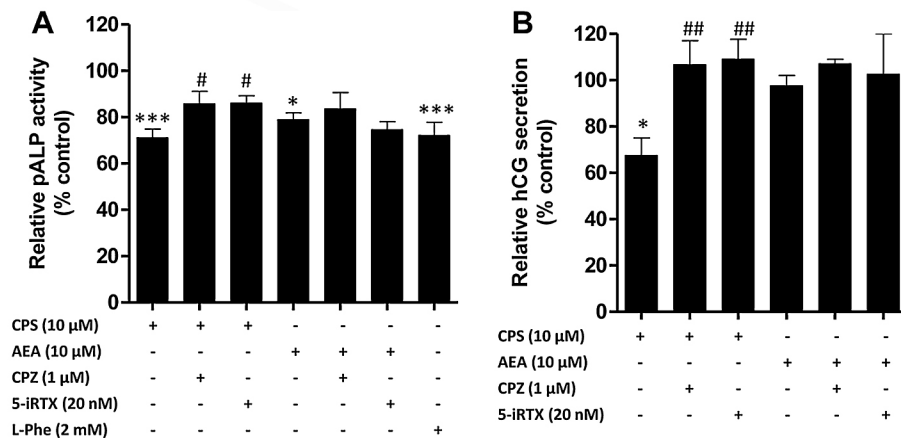 A
Relative pALP activity
(% control)
120
100
80
60
40
20
0
***
#
#
*
***
CPS (10 µM) + + + - - - -
AEA (10 µM) - - - + + + -
CPZ (1 µM) - + - - + - -
5-iRTX (20 nM) - - + - - + -
L-Phe (2 mM) - - - - - - +
B
Relative hCG secretion
(% control)
120
100
80
60
40
20
0
*
##
##
CPS (10 µM) + + + - - -
AEA (10 µM) - - - + + +
CPZ (1 µM) - + - - + -
5-iRTX (20 nM) - - + - - +